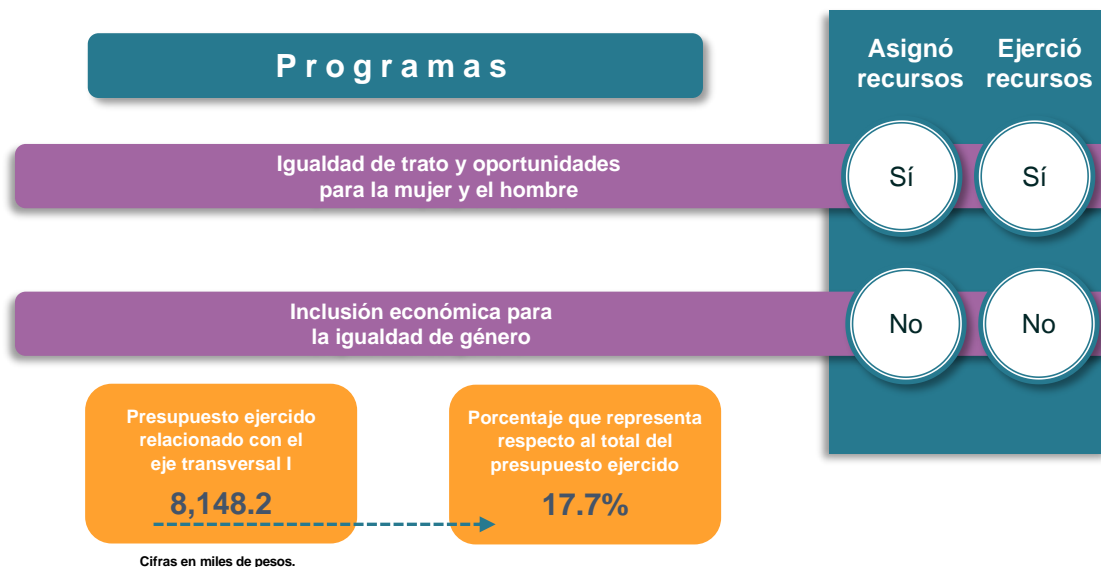 Programas
Asignó
recursos
Ejerció
recursos
Igualdad de trato y oportunidades
para la mujer y el hombre
Sí
Sí
Inclusión económica para
la igualdad de género
No
No
Presupuesto ejercido
relacionado con el
eje transversal I
8,148.2
Porcentaje que representa
respecto al total del
presupuesto ejercido
17.7%
Cifras en miles de pesos.